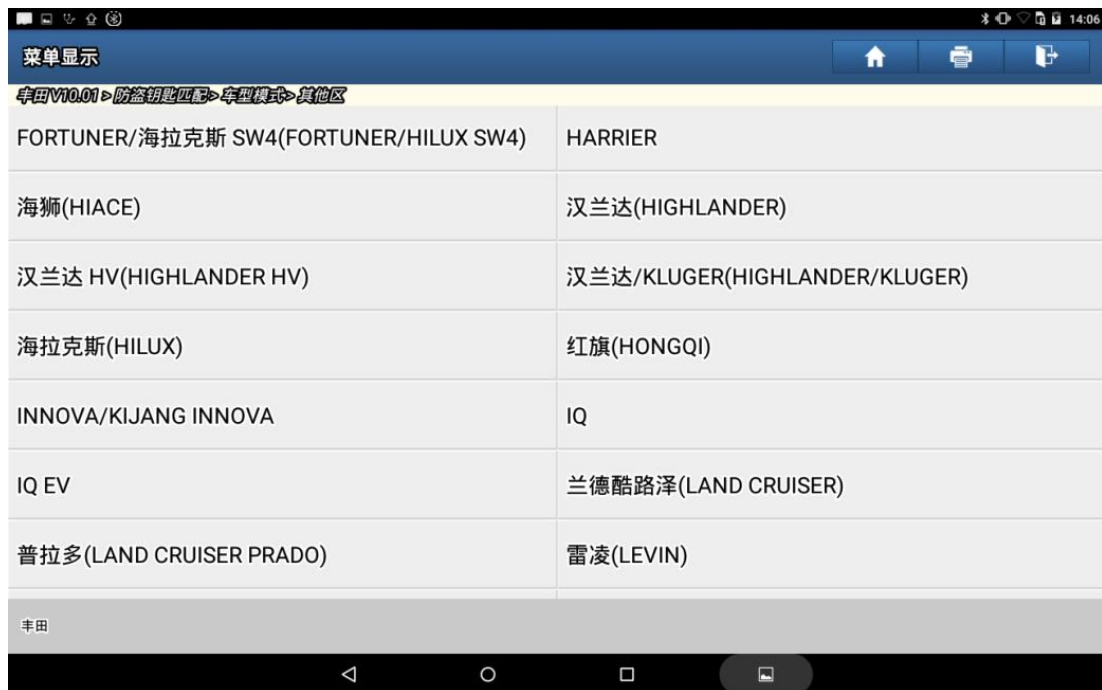 14:06
菜单显示
丰田V10.01 > 防盗钥匙匹配> 车型模式> 其他区
FORTUNER/海拉克斯 SW4(FORTUNER/HILUX SW4)
HARRIER
海狮(HIACE)
汉兰达(HIGHLANDER)
汉兰达 HV(HIGHLANDER HV)
汉兰达/KLUGER(HIGHLANDER/KLUGER)
海拉克斯(HILUX)
红旗(HONGQI)
INNOVA/KIJANG INNOVA
IQ
IQ EV
兰德酷路泽(LAND CRUISER)
普拉多(LAND CRUISER PRADO)
雷凌(LEVIN)
丰田